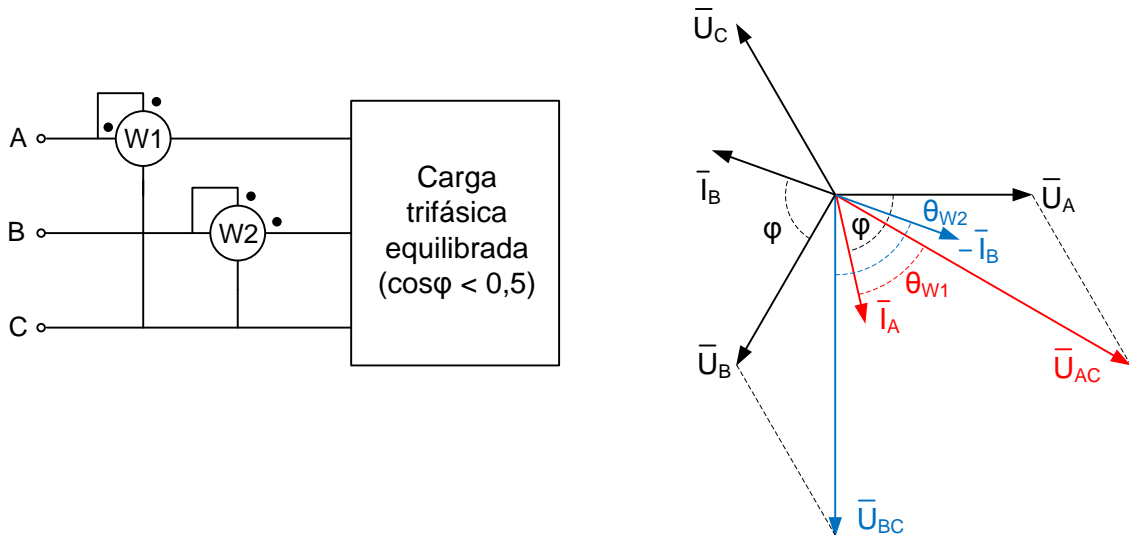 A
W1
B
W2
C
Carga
trifásica
equilibrada
(cosφ < 0,5)
U̅C
I̅B
φ
U̅A
θW2
φ
– I̅B
θW1
I̅A
U̅B
U̅AC
U̅BC